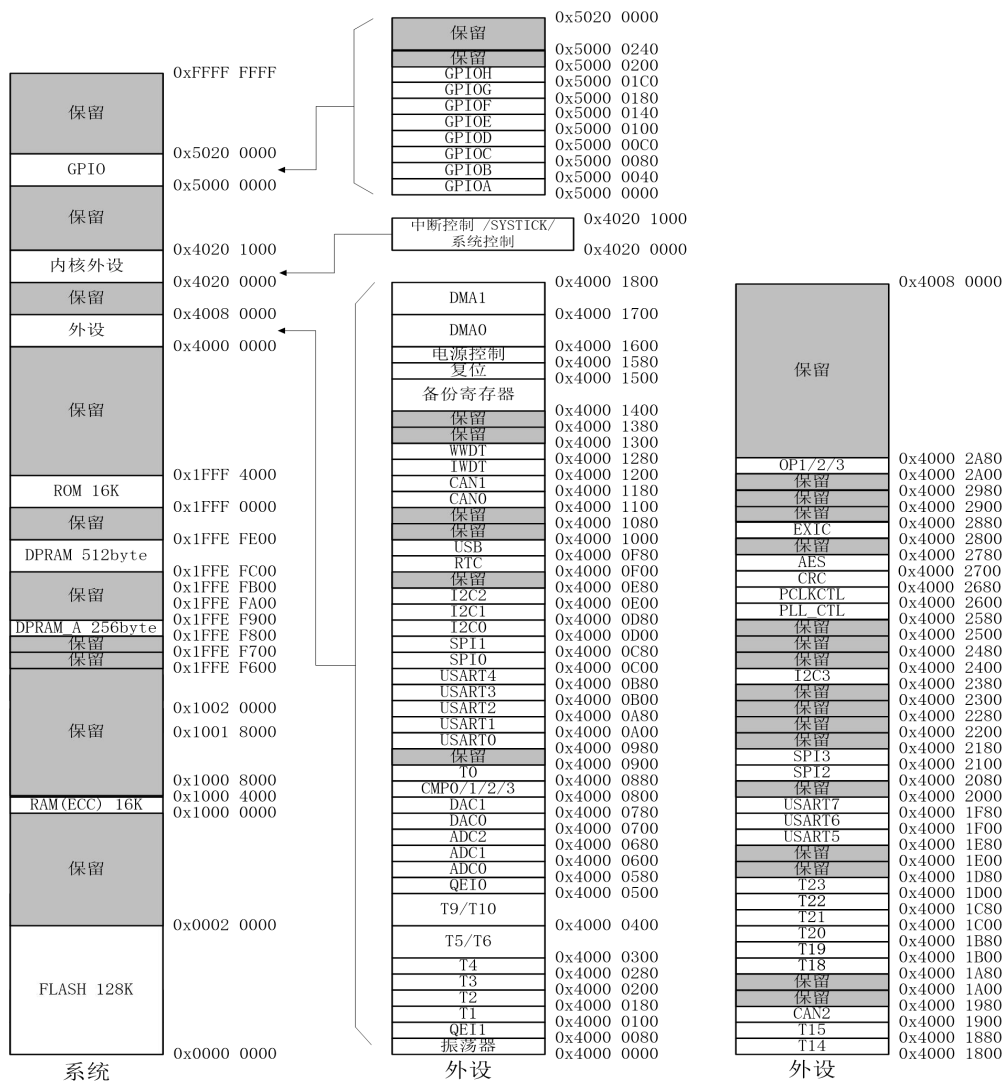 0xFFFF FFFF
保留
0x5020 0000
GPIO
0x5000 0000
保留
0x4020 1000
内核外设
0x4020 0000
保留
0x4008 0000
外设
0x4000 0000
保留
0x1FFF 4000
ROM 16K
0x1FFF 0000
保留
0x1FFE FE00
DPRAM 512byte
0x1FFE FC00
0x1FFE FB00
保留
0x1FFE FA00
0x1FFE F900
DPRAM_A 256byte
0x1FFE F800
保留
0x1FFE F700
保留
0x1FFE F600
0x1002 0000
保留
0x1001 8000
0x1000 8000
0x1000 4000
RAM(ECC) 16K
0x1000 0000
保留
0x0002 0000
FLASH 128K
0x0000 0000
系统
0x5020 0000
保留
0x5000 0240
保留
0x5000 0200
GPIOH
0x5000 01C0
GPIOG
0x5000 0180
GPIOF
0x5000 0140
GPIOE
0x5000 0100
GPIOD
0x5000 00C0
GPIOC
0x5000 0080
GPIOB
0x5000 0040
GPIOA
0x5000 0000
0x4020 1000
中断控制 /SYSTICK/
系统控制
0x4020 0000
0x4000 1800
DMA1
0x4000 1700
DMA0
0x4000 1600
电源控制
0x4000 1580
复位
0x4000 1500
备份寄存器
0x4000 1400
保留
0x4000 1380
保留
0x4000 1300
WWDT
0x4000 1280
IWDT
0x4000 1200
CAN1
0x4000 1180
CAN0
0x4000 1100
保留
0x4000 1080
保留
0x4000 1000
USB
0x4000 0F80
RTC
0x4000 0F00
保留
0x4000 0E80
I2C2
0x4000 0E00
I2C1
0x4000 0D80
I2C0
0x4000 0D00
SPI1
0x4000 0C80
SPI0
0x4000 0C00
USART4
0x4000 0B80
USART3
0x4000 0B00
USART2
0x4000 0A80
USART1
0x4000 0A00
USART0
0x4000 0980
保留
0x4000 0900
T0
0x4000 0880
CMP0/1/2/3
0x4000 0800
DAC1
0x4000 0780
DAC0
0x4000 0700
ADC2
0x4000 0680
ADC1
0x4000 0600
ADC0
0x4000 0580
QEI0
0x4000 0500
T9/T10
0x4000 0400
T5/T6
0x4000 0300
T4
0x4000 0280
T3
0x4000 0200
T2
0x4000 0180
T1
0x4000 0100
QEI1
0x4000 0080
振荡器
0x4000 0000
外设
0x4008 0000
保留
0x4000 2A80
OP1/2/3
0x4000 2A00
保留
0x4000 2980
保留
0x4000 2900
保留
0x4000 2880
EXIC
0x4000 2800
保留
0x4000 2780
AES
0x4000 2700
CRC
0x4000 2680
PCLKCTL
0x4000 2600
PLL_CTL
0x4000 2580
保留
0x4000 2500
保留
0x4000 2480
保留
0x4000 2400
I2C3
0x4000 2380
保留
0x4000 2300
保留
0x4000 2280
保留
0x4000 2200
保留
0x4000 2180
SPI3
0x4000 2100
SPI2
0x4000 2080
保留
0x4000 2000
USART7
0x4000 1F80
USART6
0x4000 1F00
USART5
0x4000 1E80
保留
0x4000 1E00
保留
0x4000 1D80
T23
0x4000 1D00
T22
0x4000 1C80
T21
0x4000 1C00
T20
0x4000 1B80
T19
0x4000 1B00
T18
0x4000 1A80
保留
0x4000 1A00
保留
0x4000 1980
CAN2
0x4000 1900
T15
0x4000 1880
T14
0x4000 1800
外设